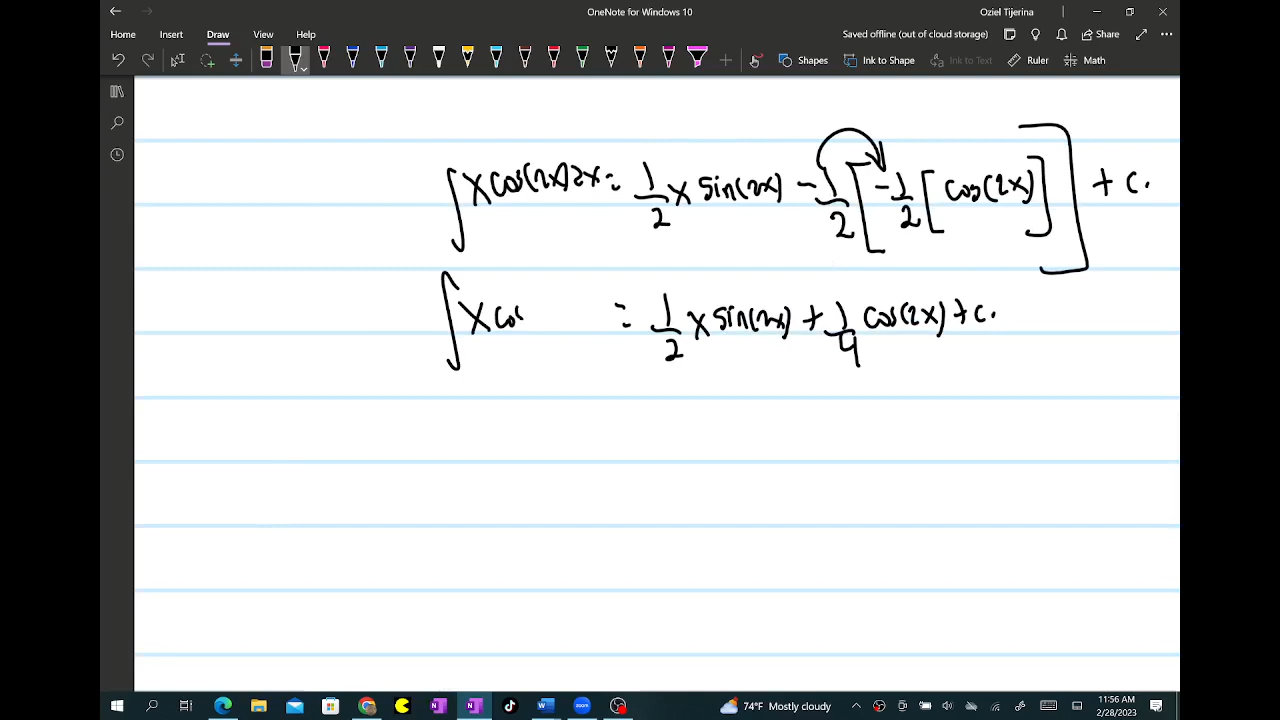 OneNote for Windows 10
Oziel Tijerina
Home Insert Draw View Help
Saved offline (out of cloud storage) Share
Shapes Ink to Shape Ink to Text Ruler Math
∫ x cos(2x) 2x = 1/2 x sin(2x) - 1/2 [ - 1/2 [ cos(2x) ] ] + c.
∫ x cos = 1/2 x sin(2x) + 1/4 cos(2x) + c.
74°F Mostly cloudy
11:56 AM
2/28/2023